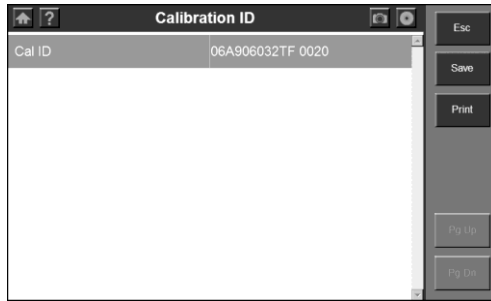 ?
Calibration ID
Esc
Cal ID 06A906032TF 0020
Save
Print
Pg Up
Pg Dn